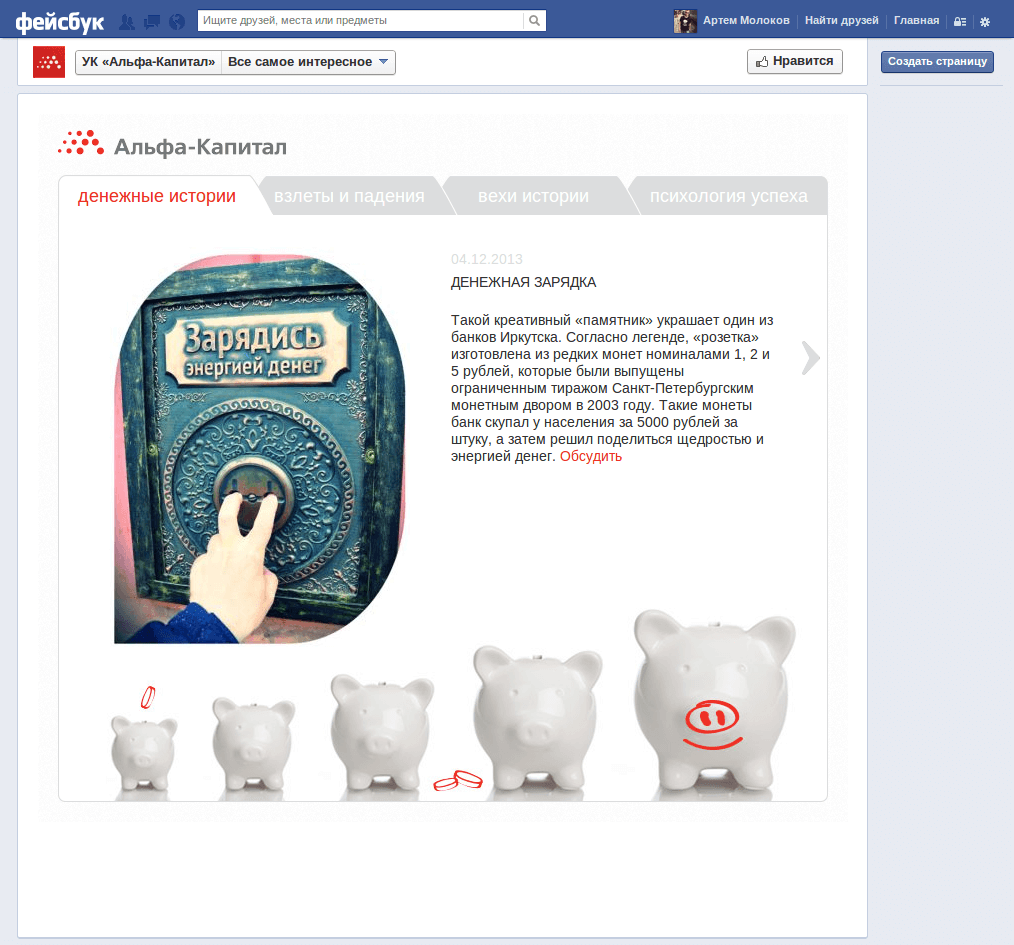 фейсбук
Ищите друзей, места или предметы
Артем Молоков
Найти друзей
Главная
УК «Альфа-Капитал»
Все самое интересное
Нравится
Создать страницу
Альфа-Капитал
денежные истории
взлеты и падения
вехи истории
психология успеха
04.12.2013
ДЕНЕЖНАЯ ЗАРЯДКА
Зарядись
энергией денег
Такой креативный «памятник» украшает один из
банков Иркутска. Согласно легенде, «розетка»
изготовлена из редких монет номиналами 1, 2 и
5 рублей, которые были выпущены
ограниченным тиражом Санкт-Петербургским
монетным двором в 2003 году. Такие монеты
банк скупал у населения за 5000 рублей за
штуку, а затем решил поделиться щедростью и
энергией денег. Обсудить